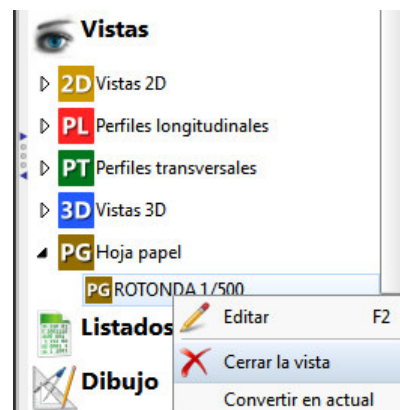 Vistas
2D Vistas 2D
PL Perfiles longitudinales
PT Perfiles transversales
3D Vistas 3D
PG Hoja papel
PG ROTONDA 1/500
Listados
Editar F2
Cerrar la vista
Dibujo
Convertir en actual